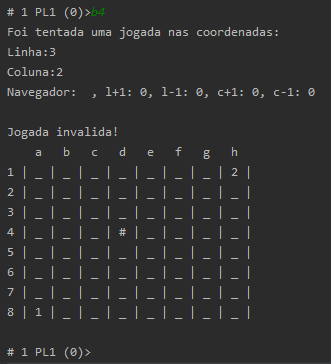 # 1 PL1 (0)>b4
Foi tentada uma jogada nas coordenadas:
Linha:3
Coluna:2
Navegador:  , l+1: 0, l-1: 0, c+1: 0, c-1: 0
Jogada invalida!
a b c d e f g h
1 | _ | _ | _ | _ | _ | _ | _ | 2 |
2 | _ | _ | _ | _ | _ | _ | _ | _ |
3 | _ | _ | _ | _ | _ | _ | _ | _ |
4 | _ | _ | _ | # | _ | _ | _ | _ |
5 | _ | _ | _ | _ | _ | _ | _ | _ |
6 | _ | _ | _ | _ | _ | _ | _ | _ |
7 | _ | _ | _ | _ | _ | _ | _ | _ |
8 | 1 | _ | _ | _ | _ | _ | _ | _ |
# 1 PL1 (0)>